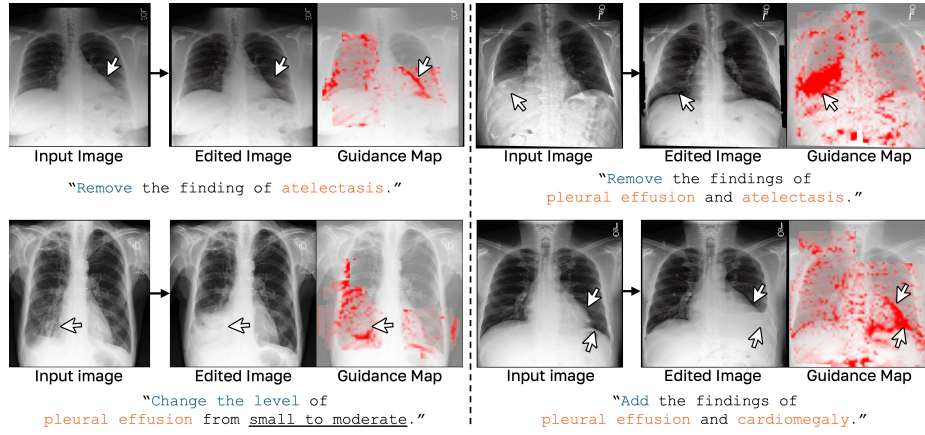 Input Image
Edited Image
Guidance Map
“Remove the finding of atelectasis.”
Input Image
Edited Image
Guidance Map
“Remove the findings of
pleural effusion and atelectasis.”
Input image
Edited Image
Guidance Map
“Change the level of
pleural effusion from small to moderate.”
Input image
Edited Image
Guidance Map
“Add the findings of
pleural effusion and cardiomegaly.”